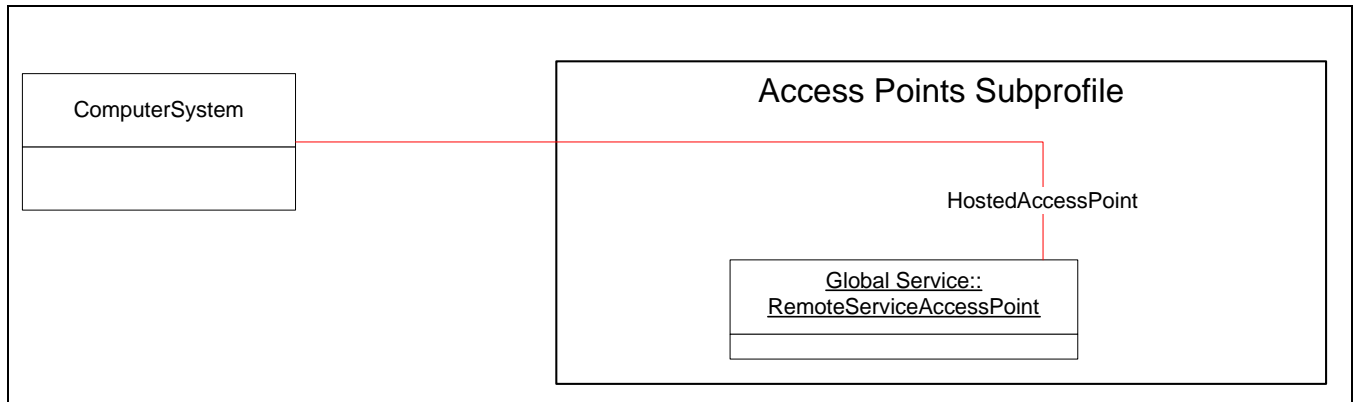 Access Points Subprofile
ComputerSystem
HostedAccessPoint
Global Service::
RemoteServiceAccessPoint